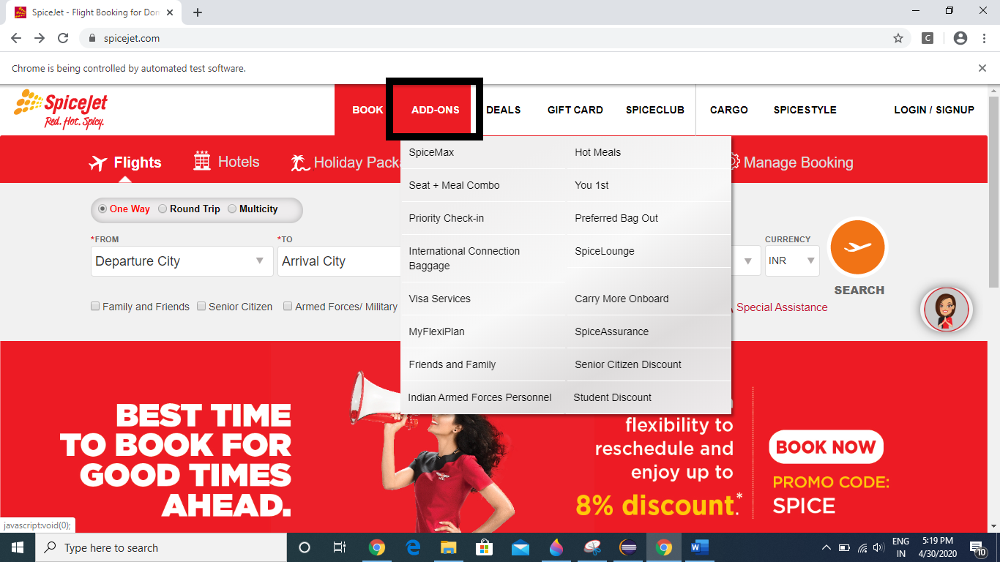 SpiceJet - Flight Booking for Dom
spicejet.com
C
Chrome is being controlled by automated test software.
SpiceJet
Red. Hot. Spicy.
BOOK ADD-ONS DEALS GIFT CARD SPICECLUB CARGO SPICESTYLE LOGIN / SIGNUP
Flights Hotels Holiday Packa Manage Booking
SpiceMax Hot Meals
Seat + Meal Combo You 1st
Priority Check-in Preferred Bag Out
International Connection SpiceLounge
Baggage
Visa Services Carry More Onboard
MyFlexiPlan SpiceAssurance
Friends and Family Senior Citizen Discount
Indian Armed Forces Personnel Student Discount
One Way Round Trip Multicity
*FROM *TO CURRENCY
Departure City Arrival City INR
SEARCH
Family and Friends Senior Citizen Armed Forces/ Military Special Assistance
BEST TIME
TO BOOK FOR
GOOD TIMES
AHEAD.
flexibility to
reschedule and
enjoy up to
8% discount.*
BOOK NOW
PROMO CODE:
SPICE
javascript:void(0);
Type here to search
ENG
IN
5:19 PM
4/30/2020
10